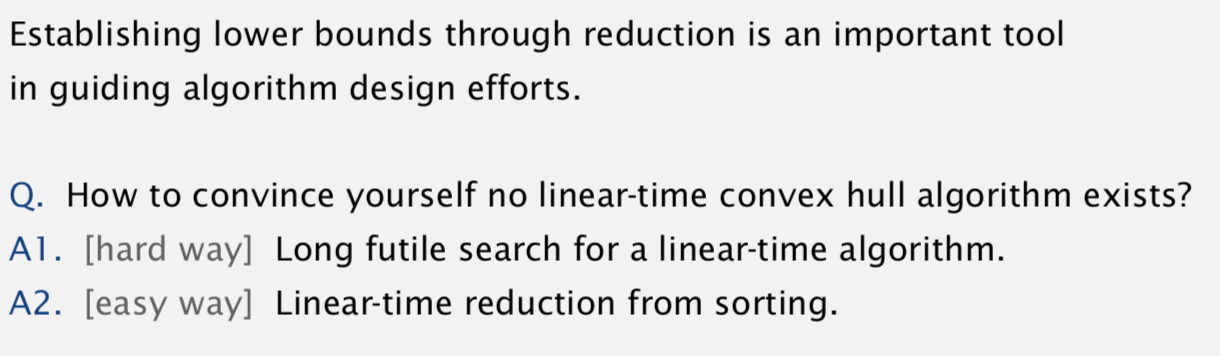 Establishing lower bounds through reduction is an important tool
in guiding algorithm design efforts.
Q. How to convince yourself no linear-time convex hull algorithm exists?
A1. [hard way] Long futile search for a linear-time algorithm.
A2. [easy way] Linear-time reduction from sorting.